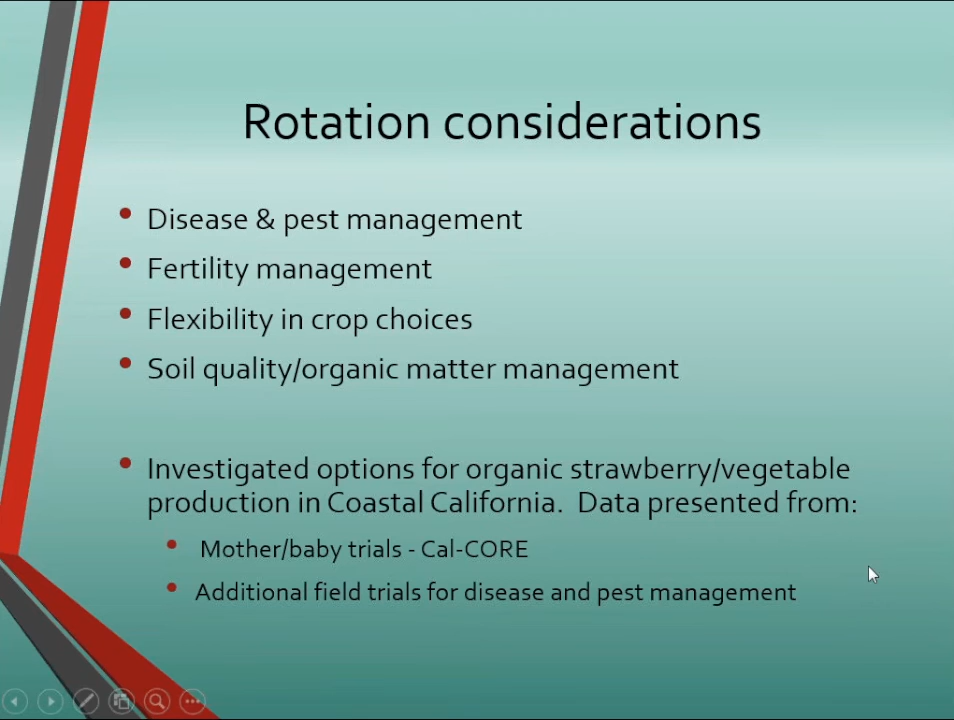 Rotation considerations
• Disease & pest management
• Fertility management
• Flexibility in crop choices
• Soil quality/organic matter management
• Investigated options for organic strawberry/vegetable
production in Coastal California.  Data presented from:
• Mother/baby trials - Cal-CORE
• Additional field trials for disease and pest management